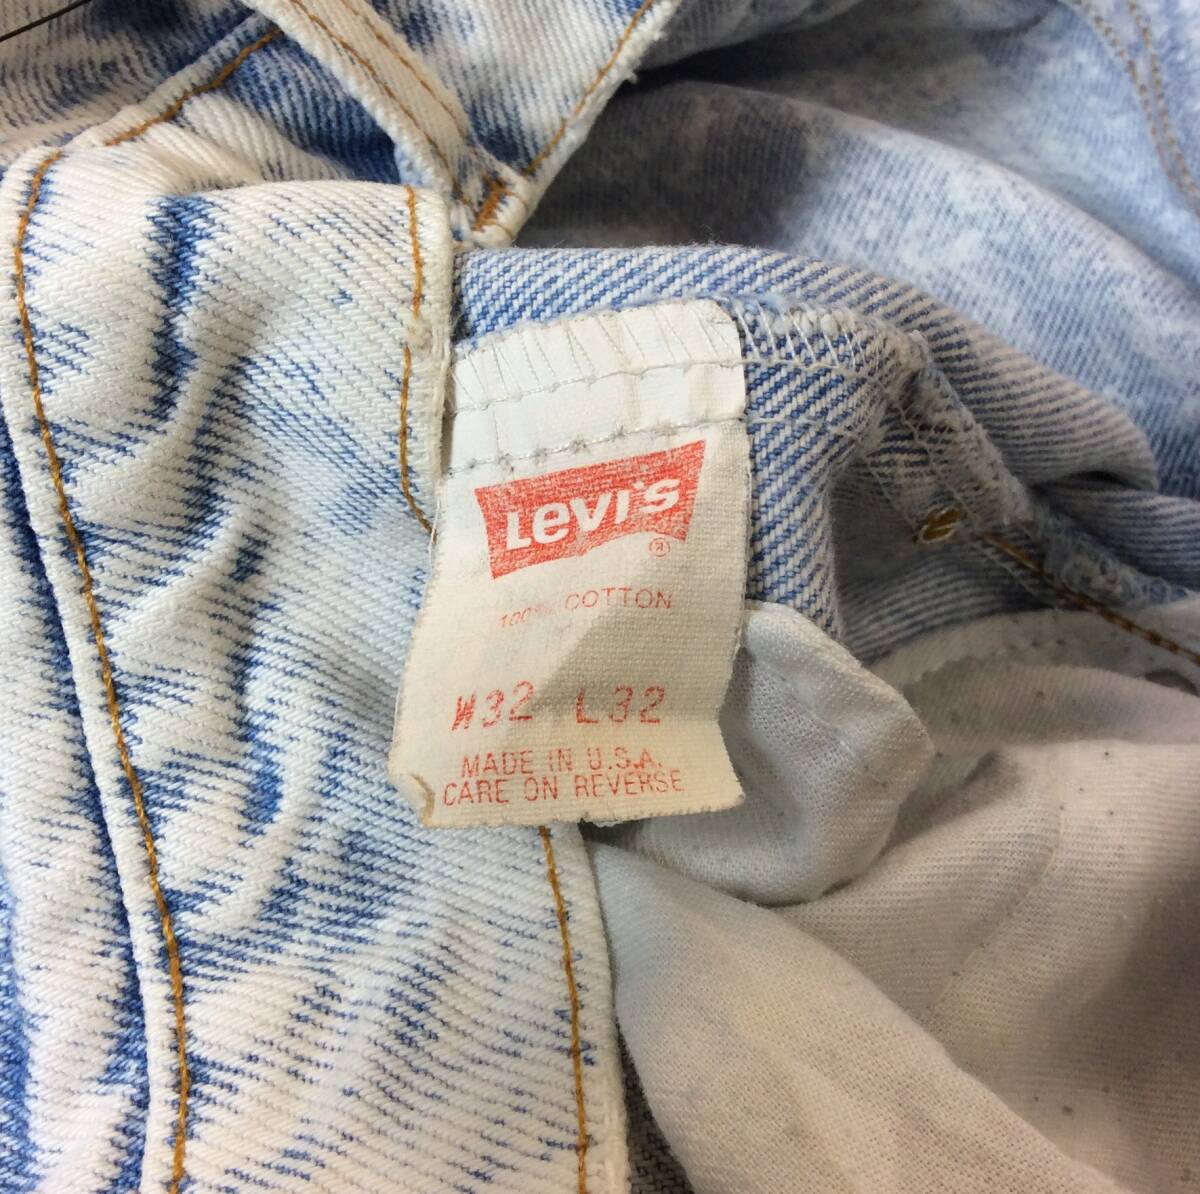 Levi's
®
100% COTTON
W32 L32
MADE IN U.S.A.
CARE ON REVERSE